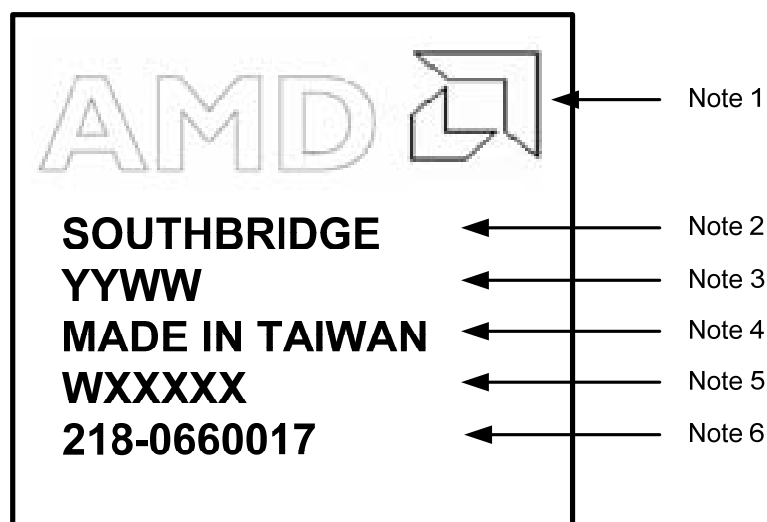 AMD Note 1
SOUTHBRIDGE Note 2
YYWW Note 3
MADE IN TAIWAN Note 4
WXXXXX Note 5
218-0660017 Note 6